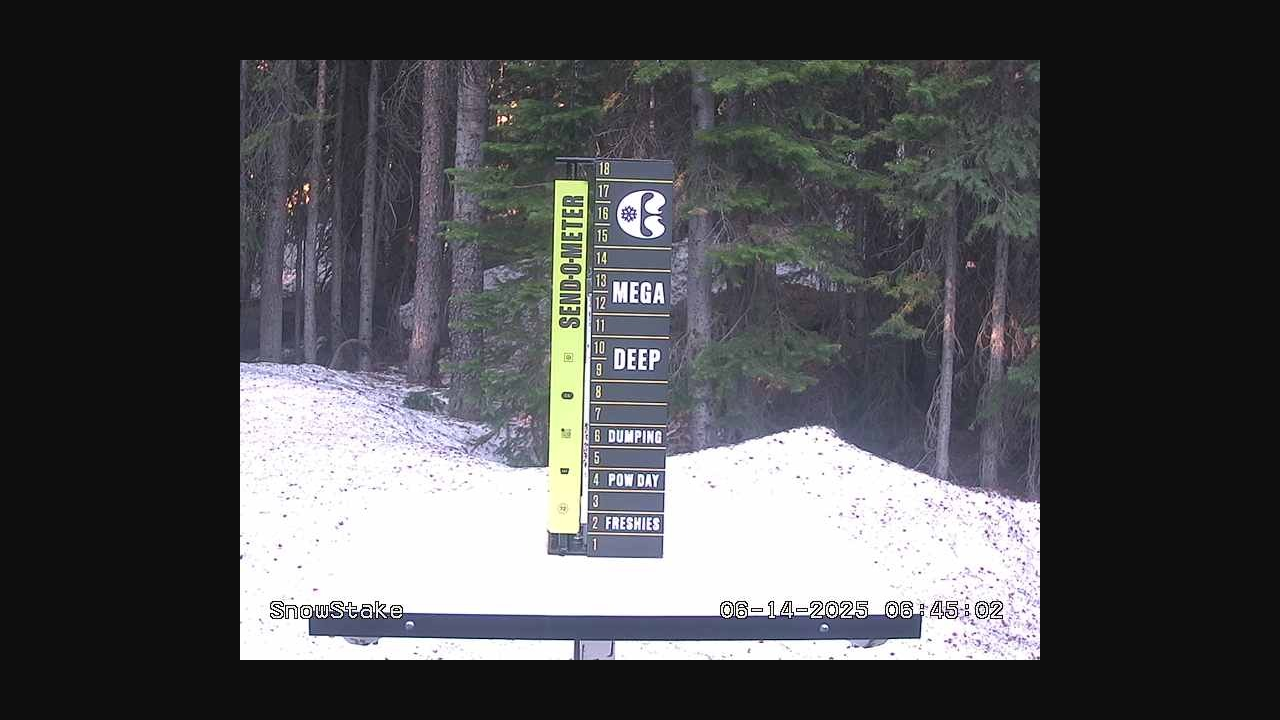 18
17
16
15
14
13
12
MEGA
11
10
9
DEEP
8
7
6 DUMPING
5
4 POW DAY
3
2 FRESHIES
1
SEND-O-METER
SnowStake
06-14-2025 06:45:02